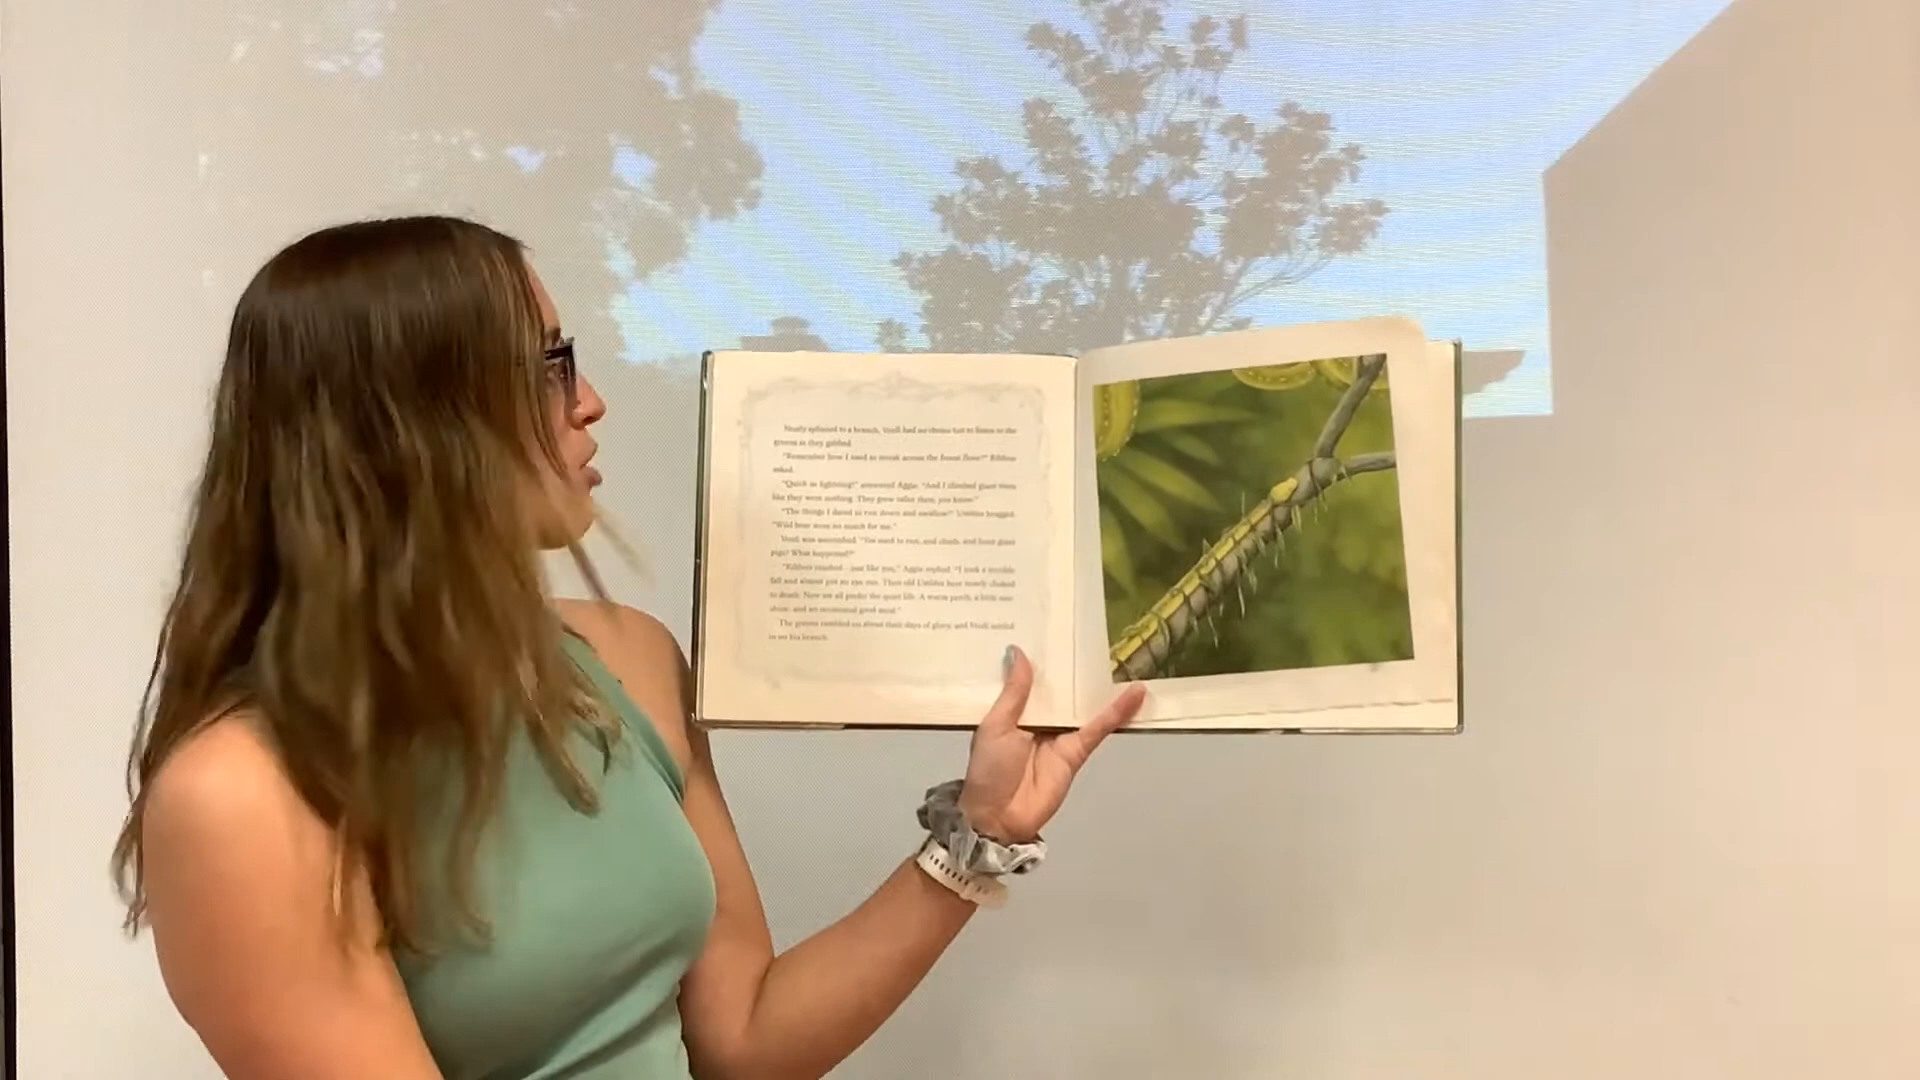 Neatly splinted to a branch, Verdi had no choice but to listen to the
greens as they gabbed.
"Remember how I used to sneak across the forest floor?" Ribbon
asked.
"Quick as lightning!" answered Aggie. "And I climbed giant trees
like they were nothing. They grew taller then, you know."
"The things I dared to run down and swallow!" Umbles bragged.
"Wild boar were no match for me."
Verdi was astonished. "You used to run, and climb, and hunt giant
pigs? What happened?"
"Ribbon crashed—just like you," Aggie replied. "I took a terrible
fall and almost put an eye out. Then old Umbles here nearly choked
to death. Now we all prefer the quiet life. A warm perch, a little sun-
shine, and an occasional good meal."
The greens rambled on about their days of glory, and Verdi settled
in on his branch.